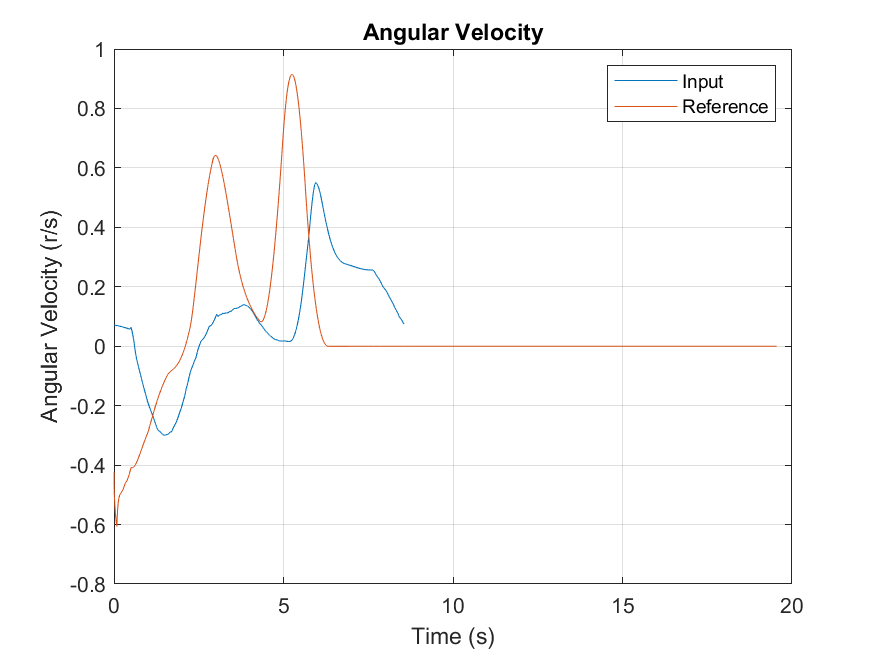 Angular Velocity
1
0.8
0.6
0.4
0.2
0
-0.2
-0.4
-0.6
-0.8
Angular Velocity (r/s)
Input
Reference
0 5 10 15 20
Time (s)